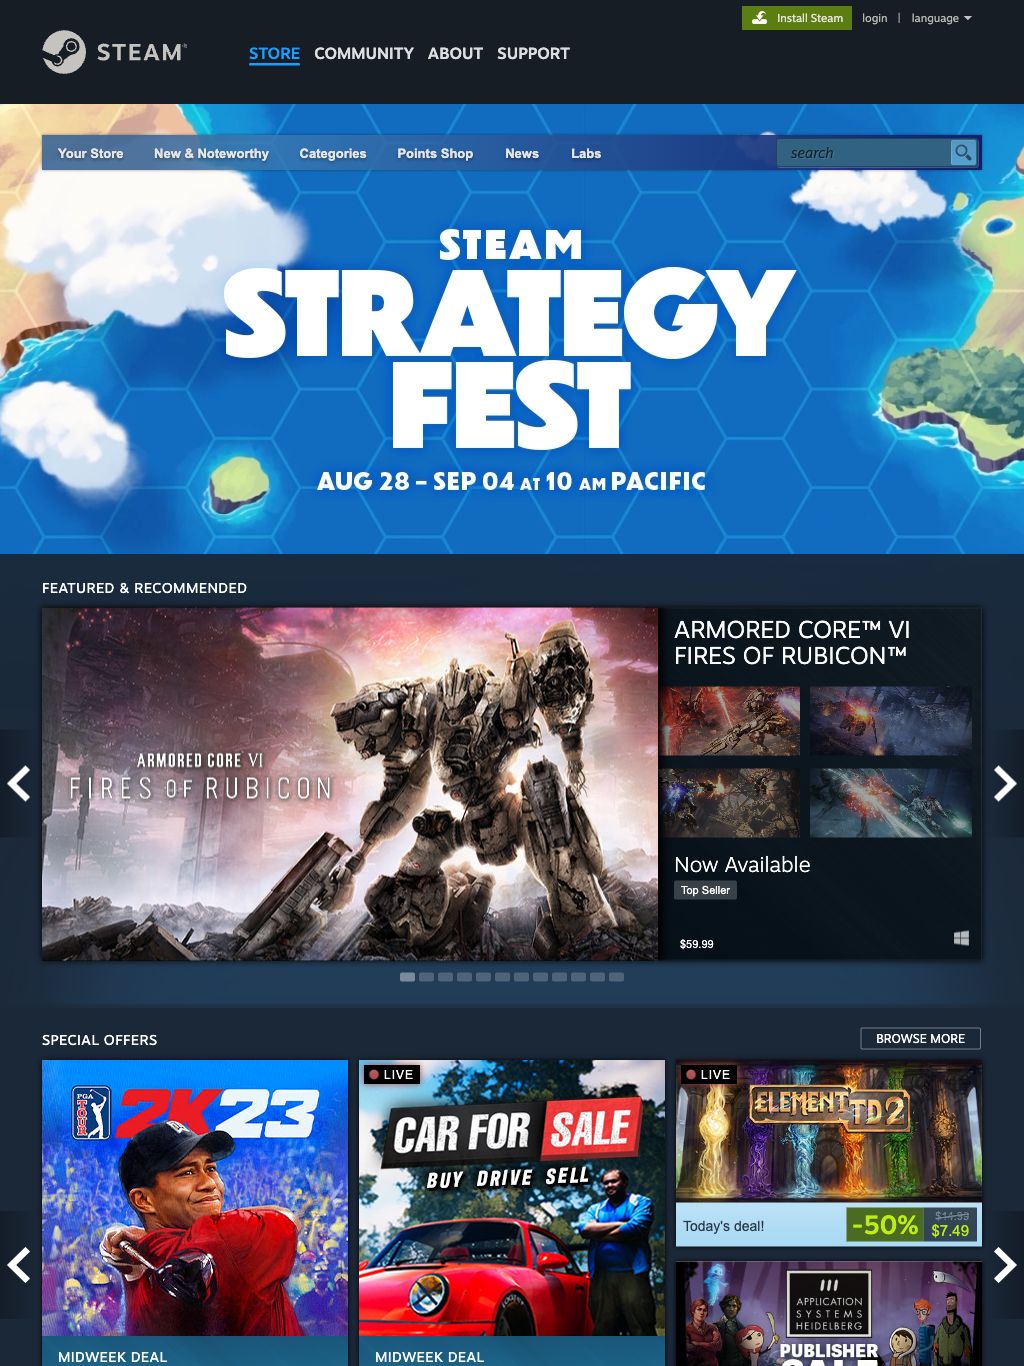 Install Steam login | language
STEAM®
STORE COMMUNITY ABOUT SUPPORT
Your Store New & Noteworthy Categories Points Shop News Labs search
STEAM
STRATEGY
FEST
AUG 28 – SEP 04 AT 10 AM PACIFIC
FEATURED & RECOMMENDED
ARMORED CORE VI
FIRES OF RUBICON
ARMORED CORE™ VI
FIRES OF RUBICON™
Now Available
Top Seller
$59.99
SPECIAL OFFERS
BROWSE MORE
PGA
TOUR
2K23
MIDWEEK DEAL
LIVE
CAR FOR SALE
BUY DRIVE SELL
MIDWEEK DEAL
LIVE
ELEMENT TD 2
Today's deal! -50% $14.99
$7.49
APPLICATION
SYSTEMS
HEIDELBERG
PUBLISHER
SALE